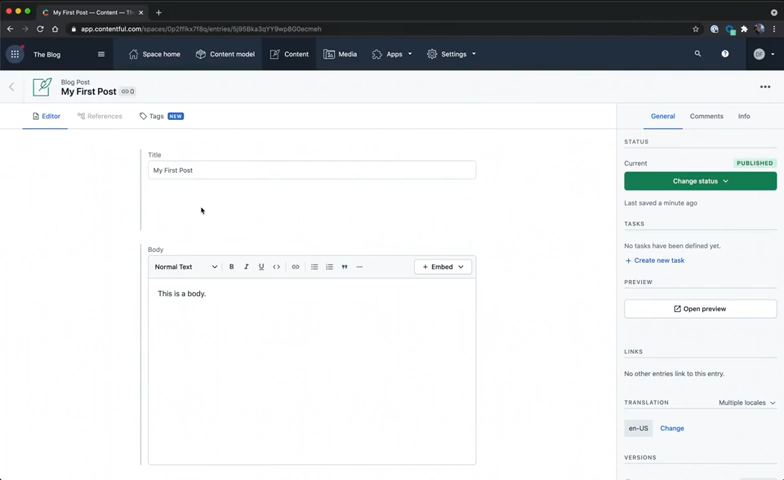 My First Post — Content — Th
app.contentful.com/spaces/0p2fflkx7f8q/entries/5j95Bka3qYY9wp8G0ecmeh
The Blog
Space home
Content model
Content
Media
Apps
Settings
DF
Blog Post
My First Post
0
Editor
References
Tags
NEW
General
Comments
Info
Title
My First Post
Body
Normal Text
B
I
U
Embed
This is a body.
STATUS
Current
PUBLISHED
Change status
Last saved a minute ago
TASKS
No tasks have been defined yet.
+ Create new task
PREVIEW
Open preview
LINKS
No other entries link to this entry.
TRANSLATION
Multiple locales
en-US
Change
VERSIONS